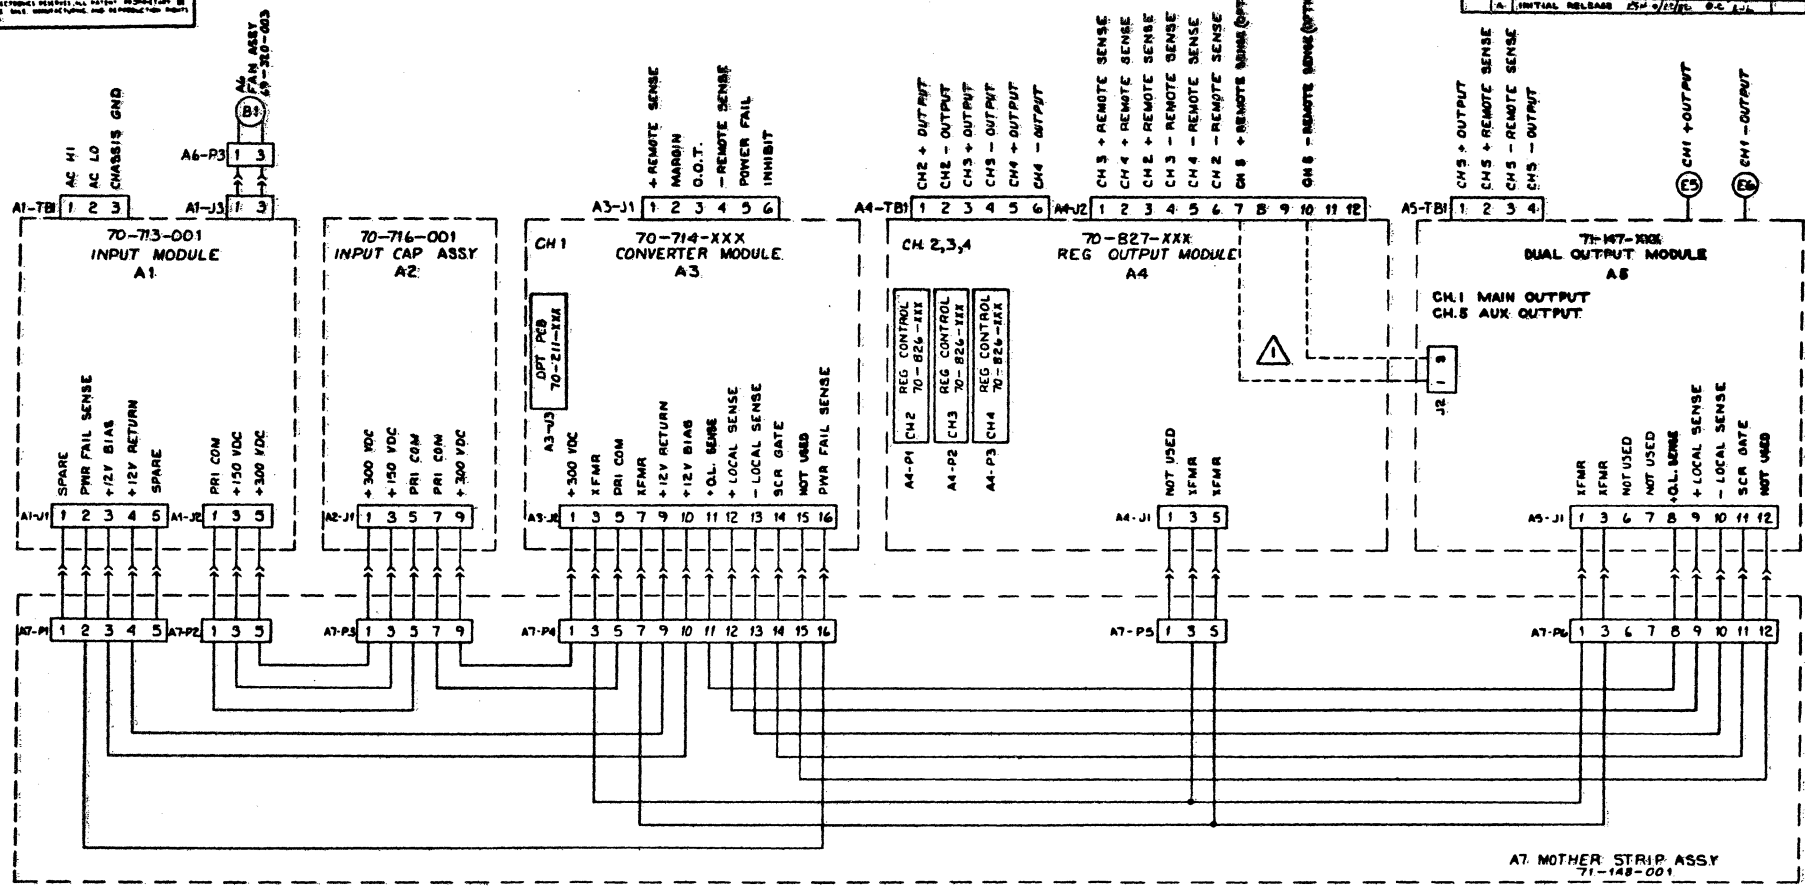 A INITIAL RELEASE
A6
FAN ASSY
69-320-003
B1
A6-P3 1 3
AC HI
AC LO
CHASSIS GND
A1-TB1 1 2 3
A1-J3 1 3
70-713-001
INPUT MODULE
A1
SPARE
PWR FAIL SENSE
+12V BIAS
+12V RETURN
SPARE
PRI COM
+150 VDC
+300 VDC
A1-J1 1 2 3 4 5
A1-J2 1 3 5
70-716-001
INPUT CAP ASSY
A2
+300 VDC
+150 VDC
PRI COM
PRI COM
+300 VDC
A2-J1 1 3 5 7 9
+REMOTE SENSE
MARGIN
O.O.T.
-REMOTE SENSE
POWER FAIL
INHIBIT
A3-J1 1 2 3 4 5 6
CH 1
70-714-XXX
CONVERTER MODULE
A3
OPT PCB
70-211-XXX
A3-J3
+300 VDC
XFMR
PRI COM
XFMR
+12V RETURN
+12V BIAS
+O.L. SENSE
+LOCAL SENSE
-LOCAL SENSE
SCR GATE
NOT USED
PWR FAIL SENSE
A3-J2 1 3 5 7 9 10 11 12 13 14 15 16
CH2 + OUTPUT
CH2 - OUTPUT
CH3 + OUTPUT
CH3 - OUTPUT
CH4 + OUTPUT
CH4 - OUTPUT
A4-TB1 1 2 3 4 5 6
CH 3 + REMOTE SENSE
CH 4 + REMOTE SENSE
CH 2 + REMOTE SENSE
CH 3 - REMOTE SENSE
CH 4 - REMOTE SENSE
CH 2 - REMOTE SENSE
CH 5 + REMOTE SENSE
CH 5 - REMOTE SENSE
A4-J2 1 2 3 4 5 6 7 8 9 10 11 12
CH. 2,3,4
70-827-XXX
REG OUTPUT MODULE
A4
REG CONTROL
70-826-XXX
A4-P1 CH2
REG CONTROL
70-826-XXX
A4-P2 CH3
REG CONTROL
70-826-XXX
A4-P3 CH4
1
NOT USED
XFMR
XFMR
A4-J1 1 3 5
CH5 + OUTPUT
CH5 + REMOTE SENSE
CH5 - REMOTE SENSE
CH5 - OUTPUT
A5-TB1 1 2 3 4
CH1 + OUTPUT
E5
CH1 - OUTPUT
E6
71-147-XXX
DUAL OUTPUT MODULE
A5
CH.1 MAIN OUTPUT
CH.5 AUX OUTPUT
J2 1 3
XFMR
XFMR
NOT USED
NOT USED
+O.L. SENSE
+LOCAL SENSE
-LOCAL SENSE
SCR GATE
NOT USED
A5-J1 1 3 6 7 8 9 10 11 12
A7-P1 1 2 3 4 5
A7-P2 1 3 5
A7-P3 1 3 5 7 9
A7-P4 1 3 5 7 9 10 11 12 13 14 15 16
A7-P5 1 3 5
A7-P6 1 3 6 7 8 9 10 11 12
A7 MOTHER STRIP ASSY
71-148-001